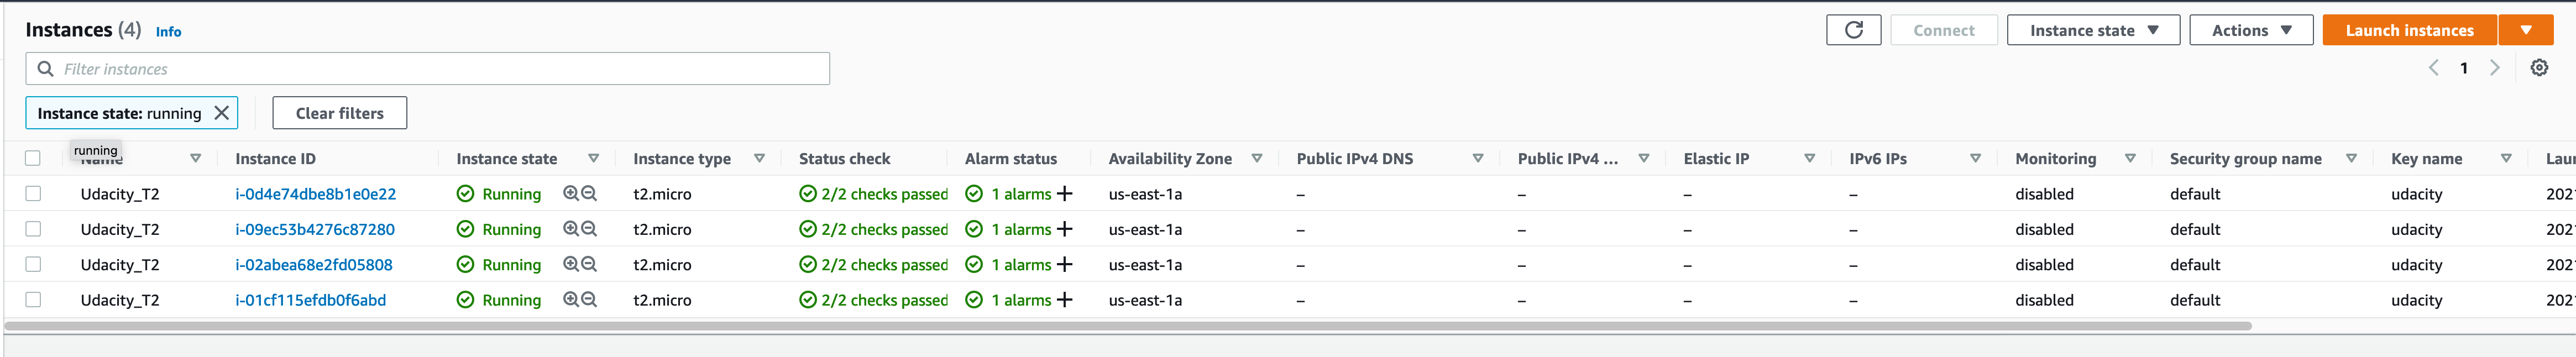 Instances (4) Info Connect Instance state Actions Launch instances
Filter instances 1
Instance state: running Clear filters
running
Name Instance ID Instance state Instance type Status check Alarm status Availability Zone Public IPv4 DNS Public IPv4 ... Elastic IP IPv6 IPs Monitoring Security group name Key name Laun
Udacity_T2 i-0d4e74dbe8b1e0e22 Running t2.micro 2/2 checks passed 1 alarms + us-east-1a – – – – disabled default udacity 202
Udacity_T2 i-09ec53b4276c87280 Running t2.micro 2/2 checks passed 1 alarms + us-east-1a – – – – disabled default udacity 202
Udacity_T2 i-02abea68e2fd05808 Running t2.micro 2/2 checks passed 1 alarms + us-east-1a – – – – disabled default udacity 202
Udacity_T2 i-01cf115efdb0f6abd Running t2.micro 2/2 checks passed 1 alarms + us-east-1a – – – – disabled default udacity 202